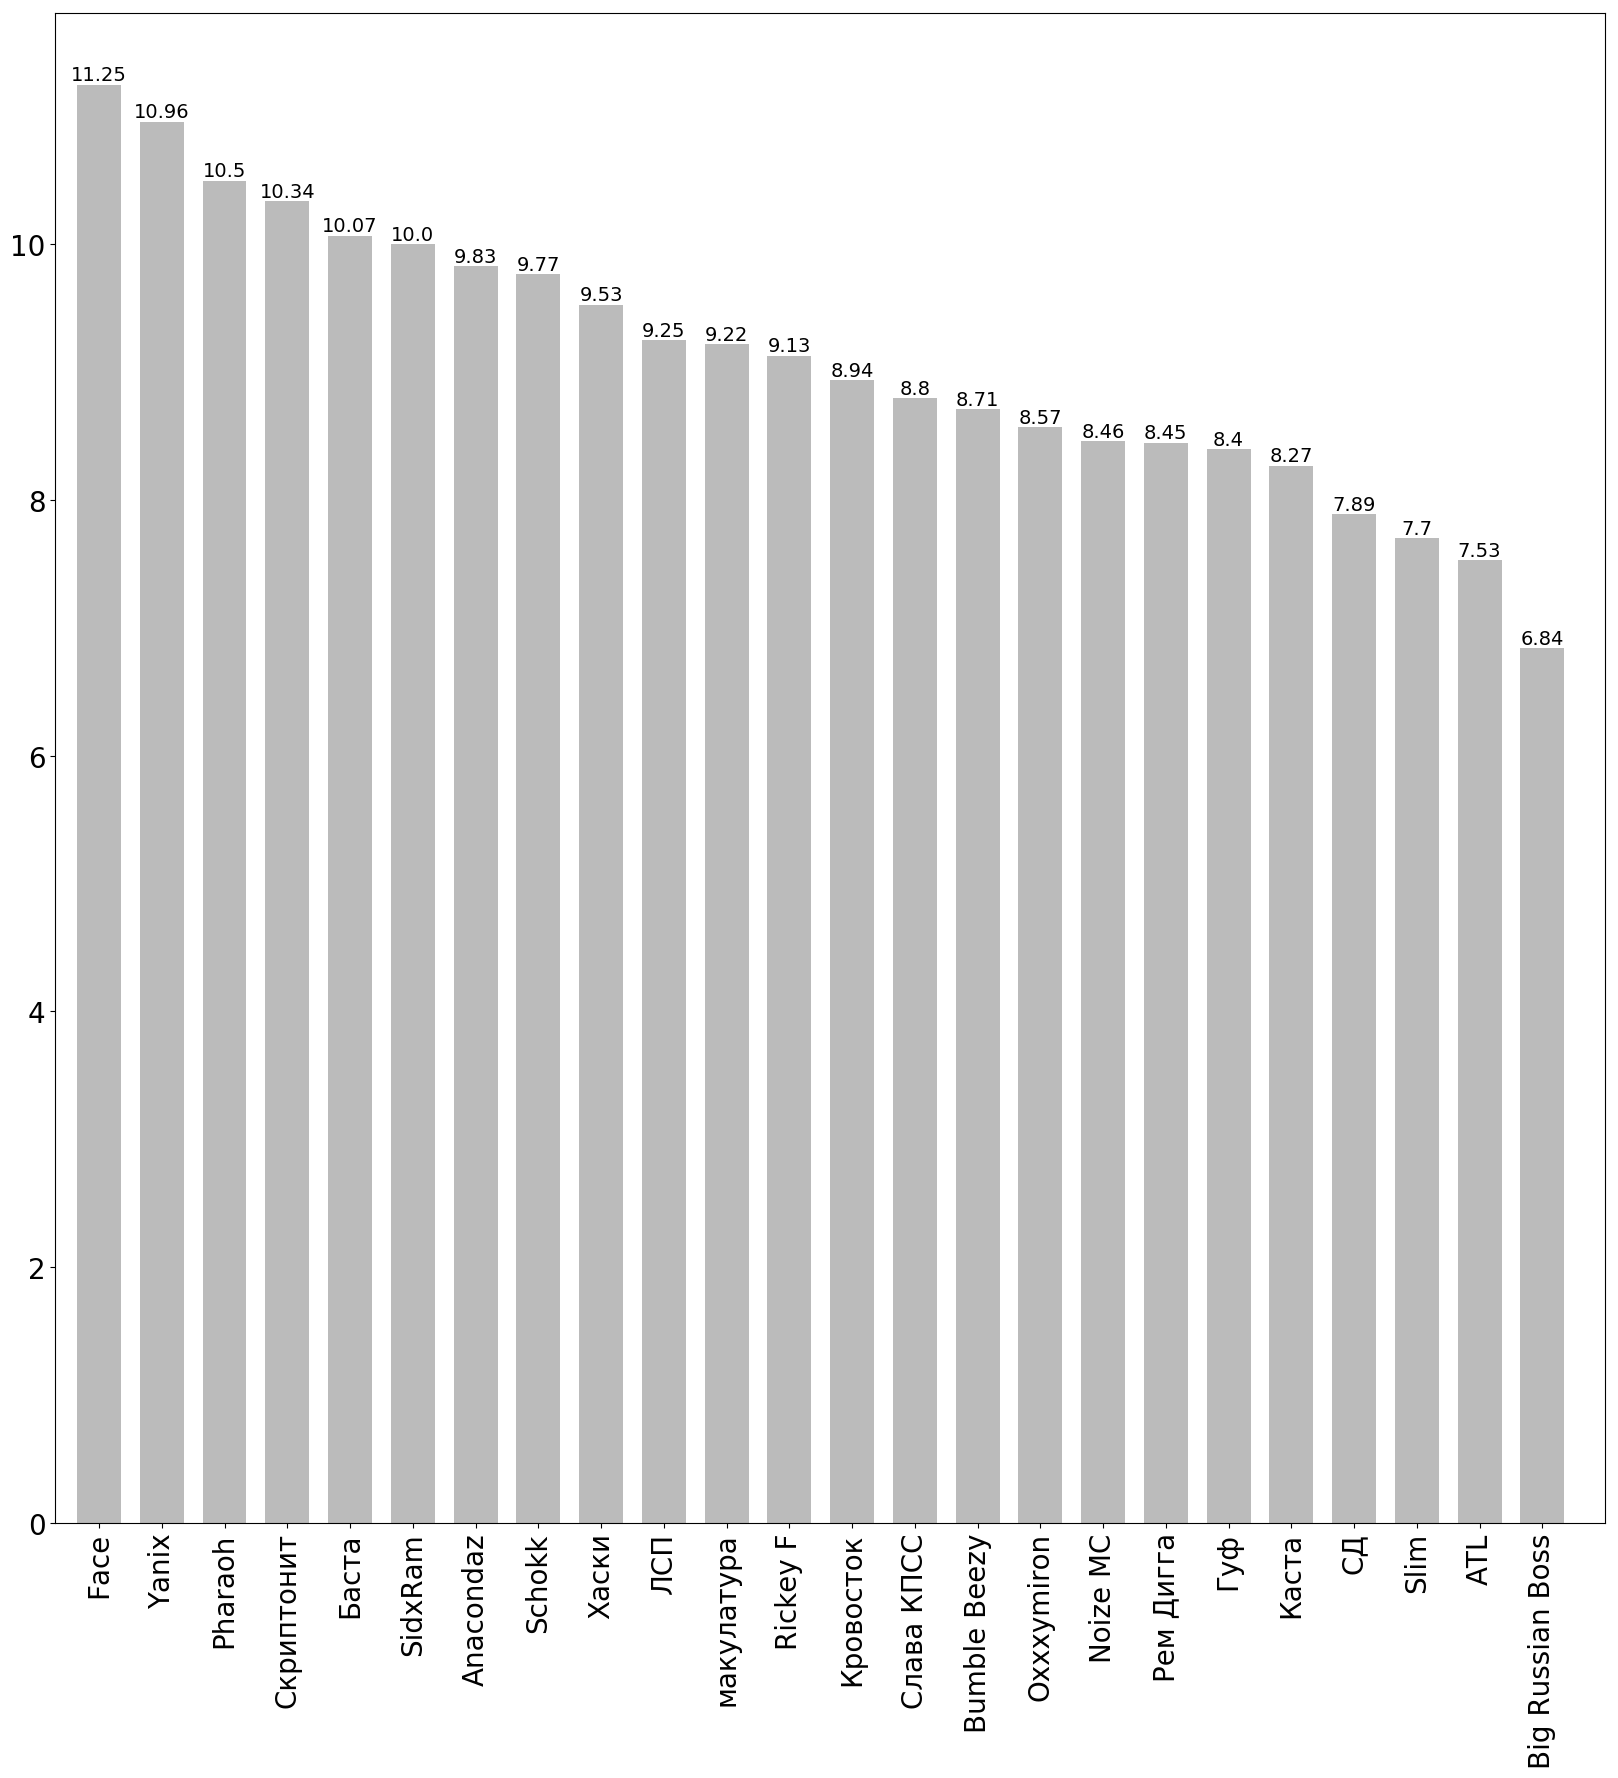 11.25
10.96
10.5
10.34
10.07
10.0
9.83
9.77
9.53
9.25
9.22
9.13
8.94
8.8
8.71
8.57
8.46
8.45
8.4
8.27
7.89
7.7
7.53
6.84
10
8
6
4
2
0
Face
Yanix
Pharaoh
Скриптонит
Баста
SidxRam
Anacondaz
Schokk
Хаски
ЛСП
макулатура
Rickey F
Кровосток
Слава КПСС
Bumble Beezy
Oxxxymiron
Noize MC
Рем Дигга
Гуф
Каста
СД
Slim
ATL
Big Russian Boss